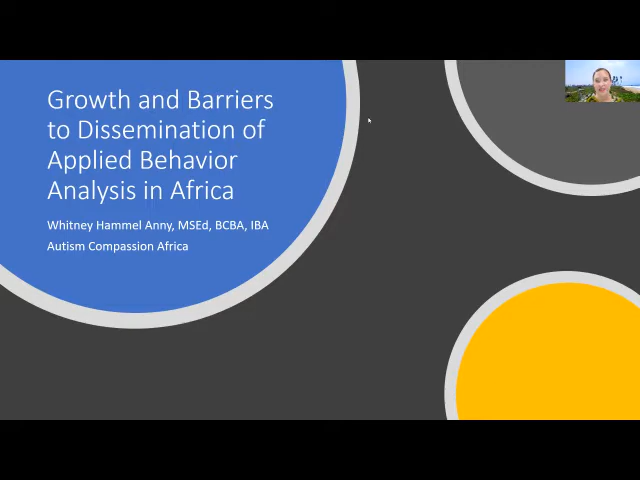 Growth and Barriers
to Dissemination of
Applied Behavior
Analysis in Africa
Whitney Hammel Anny, MSEd, BCBA, IBA
Autism Compassion Africa